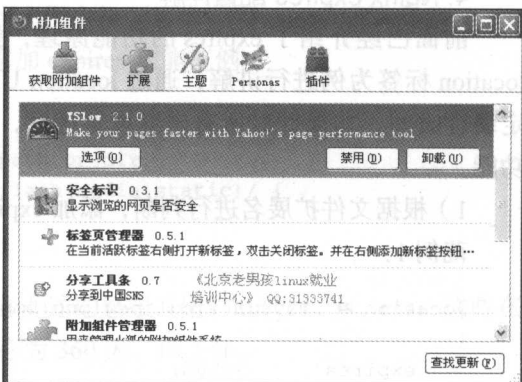 附加组件
获取附加组件 扩展 主题 Personas 插件
YSlow 2.1.0
Make your pages faster with Yahoo!'s page performance tool
选项(O) 禁用(D) 卸载(U)
安全标识 0.3.1
显示浏览的网页是否安全
标签页管理器 0.5.1
在当前活跃标签右侧打开新标签，双击关闭标签。并在右侧添加新标签按钮…
分享工具条 0.7 《北京老男孩linux就业
分享到中国SNS 培训中心》 QQ:31333741
附加组件管理器 0.5.1
查找更新(F)